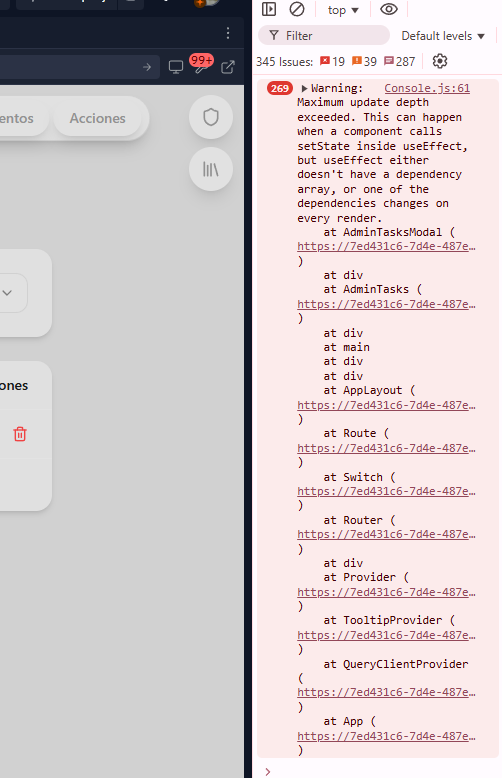 top
99+
Filter
Default levels
345 Issues: 19 39 287
entos
Acciones
ones
269 Warning: Console.js:61
Maximum update depth
exceeded. This can happen
when a component calls
setState inside useEffect,
but useEffect either
doesn't have a dependency
array, or one of the
dependencies changes on
every render.
at AdminTasksModal (
https://7ed431c6-7d4e-487e…
)
at div
at AdminTasks (
https://7ed431c6-7d4e-487e…
)
at div
at main
at div
at div
at AppLayout (
https://7ed431c6-7d4e-487e…
)
at Route (
https://7ed431c6-7d4e-487e…
)
at Switch (
https://7ed431c6-7d4e-487e…
)
at Router (
https://7ed431c6-7d4e-487e…
)
at div
at Provider (
https://7ed431c6-7d4e-487e…
)
at TooltipProvider (
https://7ed431c6-7d4e-487e…
)
at QueryClientProvider
(
https://7ed431c6-7d4e-487e…
)
at App (
https://7ed431c6-7d4e-487e…
)